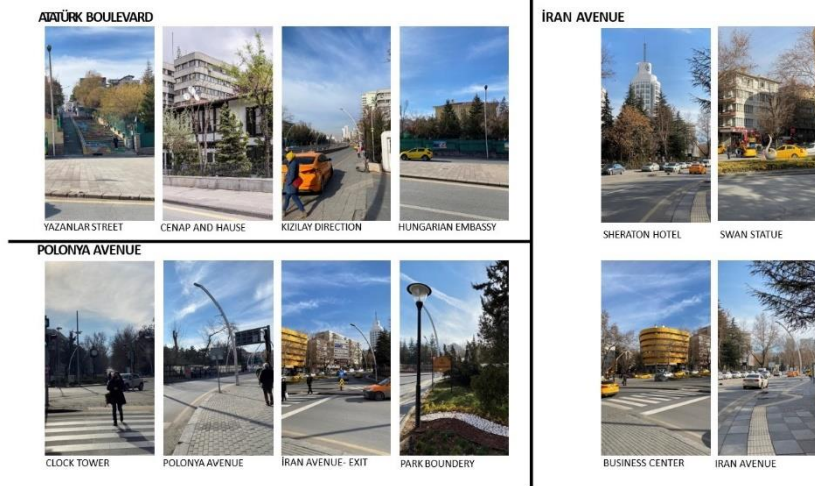 ATATÜRK BOULEVARD
YAZANLAR STREET
CENAP AND HAUSE
KIZILAY DIRECTION
HUNGARIAN EMBASSY
POLONYA AVENUE
CLOCK TOWER
POLONYA AVENUE
İRAN AVENUE- EXIT
PARK BOUNDERY
İRAN AVENUE
SHERATON HOTEL
SWAN STATUE
BUSINESS CENTER
IRAN AVENUE